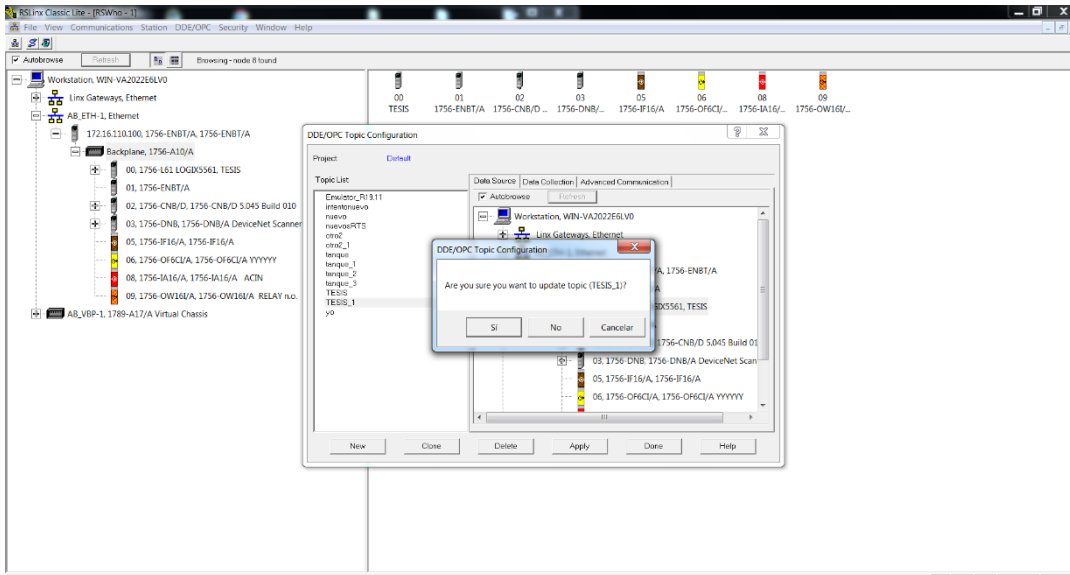 RSLinx Classic Lite - [RSWho - 1]
File View Communications Station DDE/OPC Security Window Help
Autobrowse Refresh Browsing - node 8 found
Workstation, WIN-VA2022E6LV0
Linx Gateways, Ethernet
AB_ETH-1, Ethernet
172.16.110.100, 1756-ENBT/A, 1756-ENBT/A
Backplane, 1756-A10/A
00, 1756-L61 LOGIX5561, TESIS
01, 1756-ENBT/A
02, 1756-CNB/D, 1756-CNB/D 5.045 Build 010
03, 1756-DNB, 1756-DNB/A DeviceNet Scanner
05, 1756-IF16/A, 1756-IF16/A
06, 1756-OF6CI/A, 1756-OF6CI/A YYYYYY
08, 1756-IA16/A, 1756-IA16/A ACIN
09, 1756-OW16I/A, 1756-OW16I/A RELAY n.o.
AB_VBP-1, 1789-A17/A Virtual Chassis
00 01 02 03 05 06 08 09
TESIS 1756-ENBT/A 1756-CNB/D ... 1756-DNB/... 1756-IF16/A 1756-OF6CI/... 1756-IA16/... 1756-OW16I/...
DDE/OPC Topic Configuration
Project: Default
Topic List
Emulator_R19.11
intentonuevo
nuevo
nuevosRTS
otro2
otro2_1
tanque
tanque_1
tanque_2
tanque_3
TESIS
TESIS_1
yo
Data Source Data Collection Advanced Communication
Autobrowse Refresh
Workstation, WIN-VA2022E6LV0
Linx Gateways, Ethernet
A, 1756-ENBT/A
A
GIX5561, TESIS
1756-CNB/D 5.045 Build 01
03, 1756-DNB, 1756-DNB/A DeviceNet Scan
05, 1756-IF16/A, 1756-IF16/A
06, 1756-OF6CI/A, 1756-OF6CI/A YYYYYY
DDE/OPC Topic Configuration
Are you sure you want to update topic (TESIS_1)?
Sí No Cancelar
New Close Delete Apply Done Help